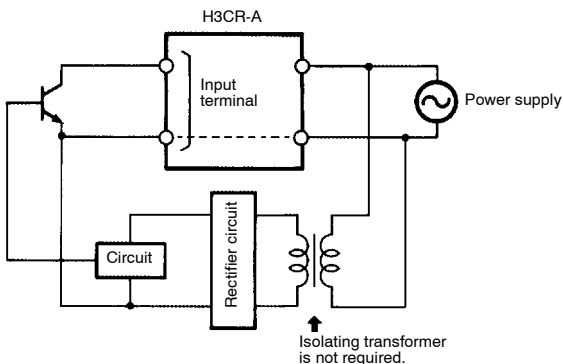 H3CR-A
Input
terminal
Power supply
Circuit
Rectifier circuit
Isolating transformer
is not required.